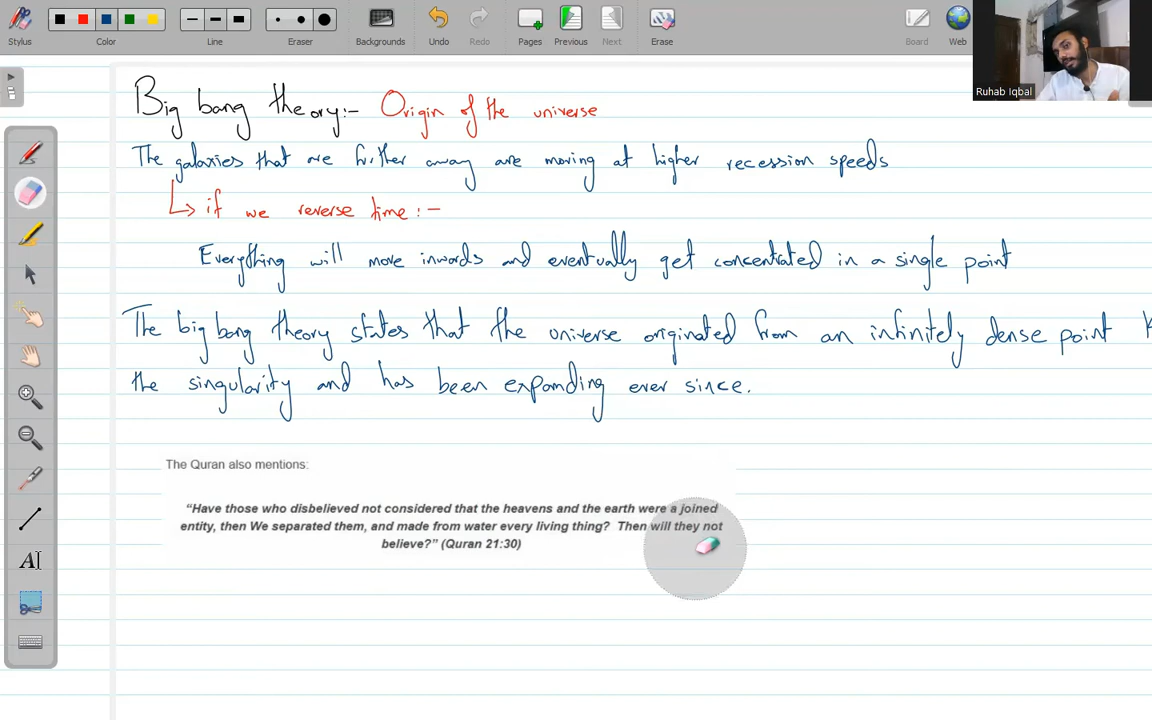 Stylus
Color
Line
Eraser
Backgrounds
Undo
Redo
Pages
Previous
Next
Erase
Board
Web
Ruhab Iqbal
Big bang theory:- Origin of the universe
The galaxies that are further away are moving at higher recession speeds
if we reverse time:-
Everything will move inwards and eventually get concentrated in a single point
The big bang theory states that the universe originated from an infinitely dense point
the singularity and has been expanding ever since.
The Quran also mentions:
“Have those who disbelieved not considered that the heavens and the earth were a joined
entity, then We separated them, and made from water every living thing? Then will they not
believe?” (Quran 21:30)